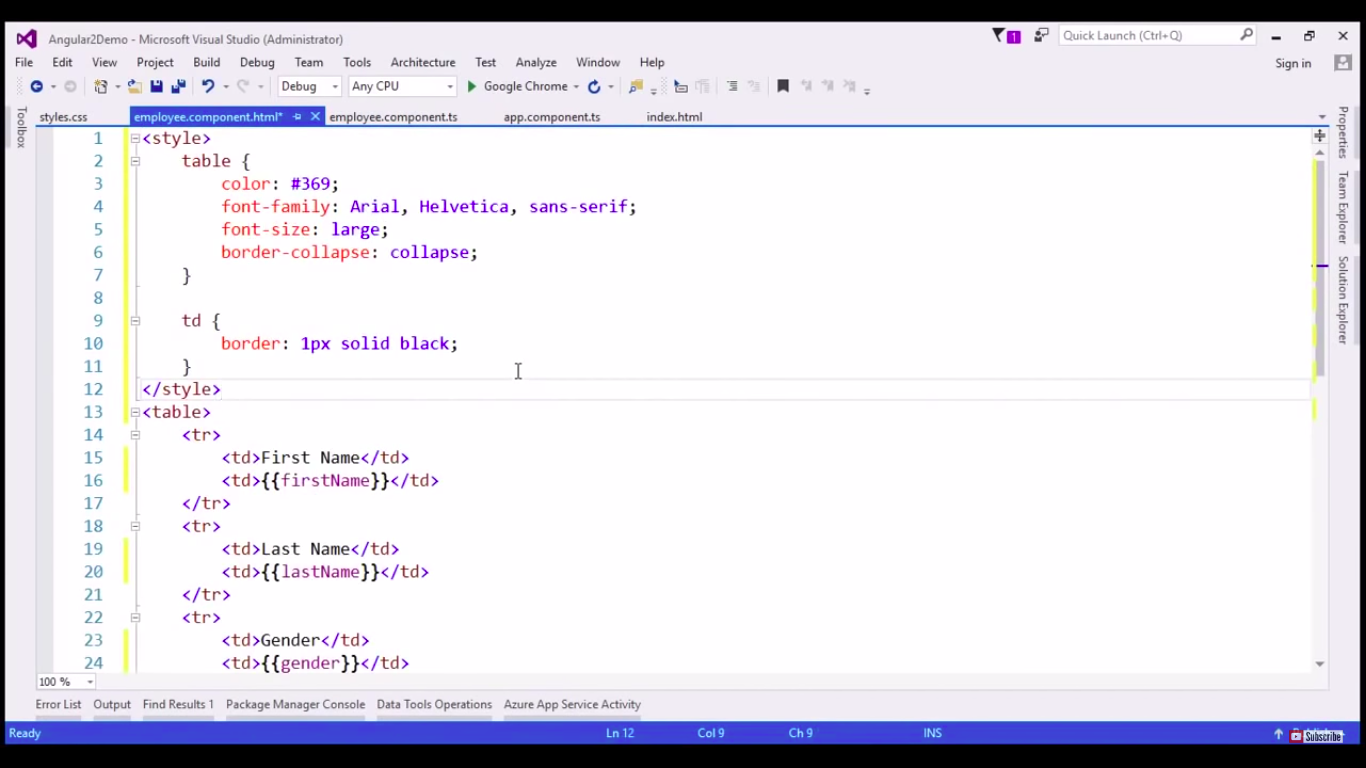 Angular2Demo - Microsoft Visual Studio (Administrator)
1
Quick Launch (Ctrl+Q)
File Edit View Project Build Debug Team Tools Architecture Test Analyze Window Help
Sign in
Debug Any CPU Google Chrome
styles.css employee.component.html* employee.component.ts app.component.ts index.html
Toolbox
Properties
Team Explorer
Solution Explorer
1 <style>
2 table {
3 color: #369;
4 font-family: Arial, Helvetica, sans-serif;
5 font-size: large;
6 border-collapse: collapse;
7 }
8
9 td {
10 border: 1px solid black;
11 }
12 </style>
13 <table>
14 <tr>
15 <td>First Name</td>
16 <td>{{firstName}}</td>
17 </tr>
18 <tr>
19 <td>Last Name</td>
20 <td>{{lastName}}</td>
21 </tr>
22 <tr>
23 <td>Gender</td>
24 <td>{{gender}}</td>
100 %
Error List Output Find Results 1 Package Manager Console Data Tools Operations Azure App Service Activity
Ready Ln 12 Col 9 Ch 9 INS
Subscribe